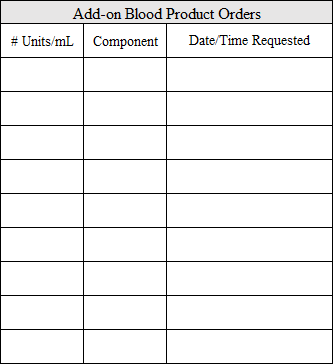 Add-on Blood Product Orders
# Units/mL Component Date/Time Requested